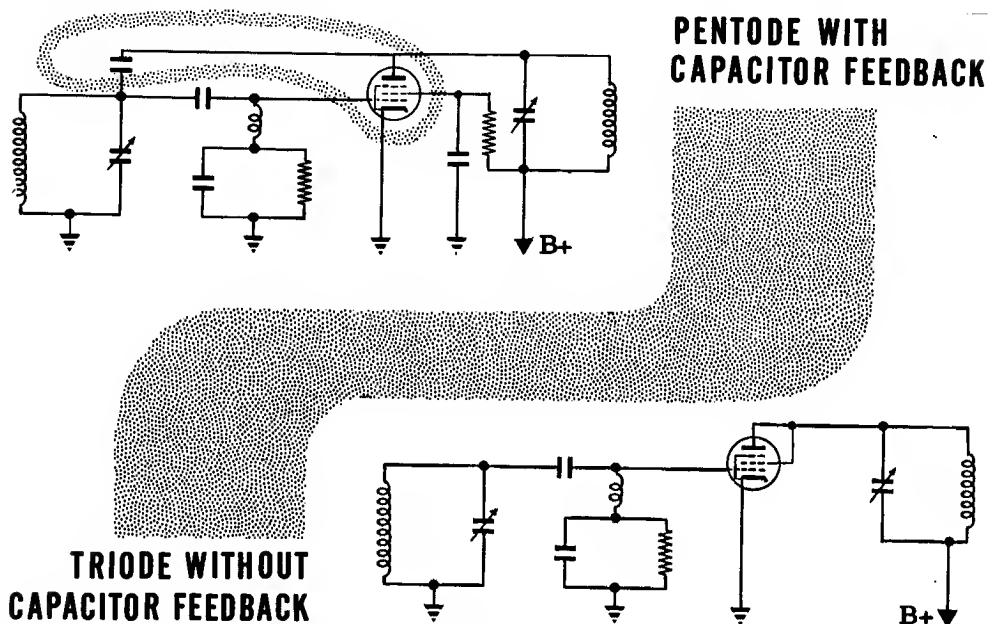 PENTODE WITH
CAPACITOR FEEDBACK
B+
TRIODE WITHOUT
CAPACITOR FEEDBACK
B+